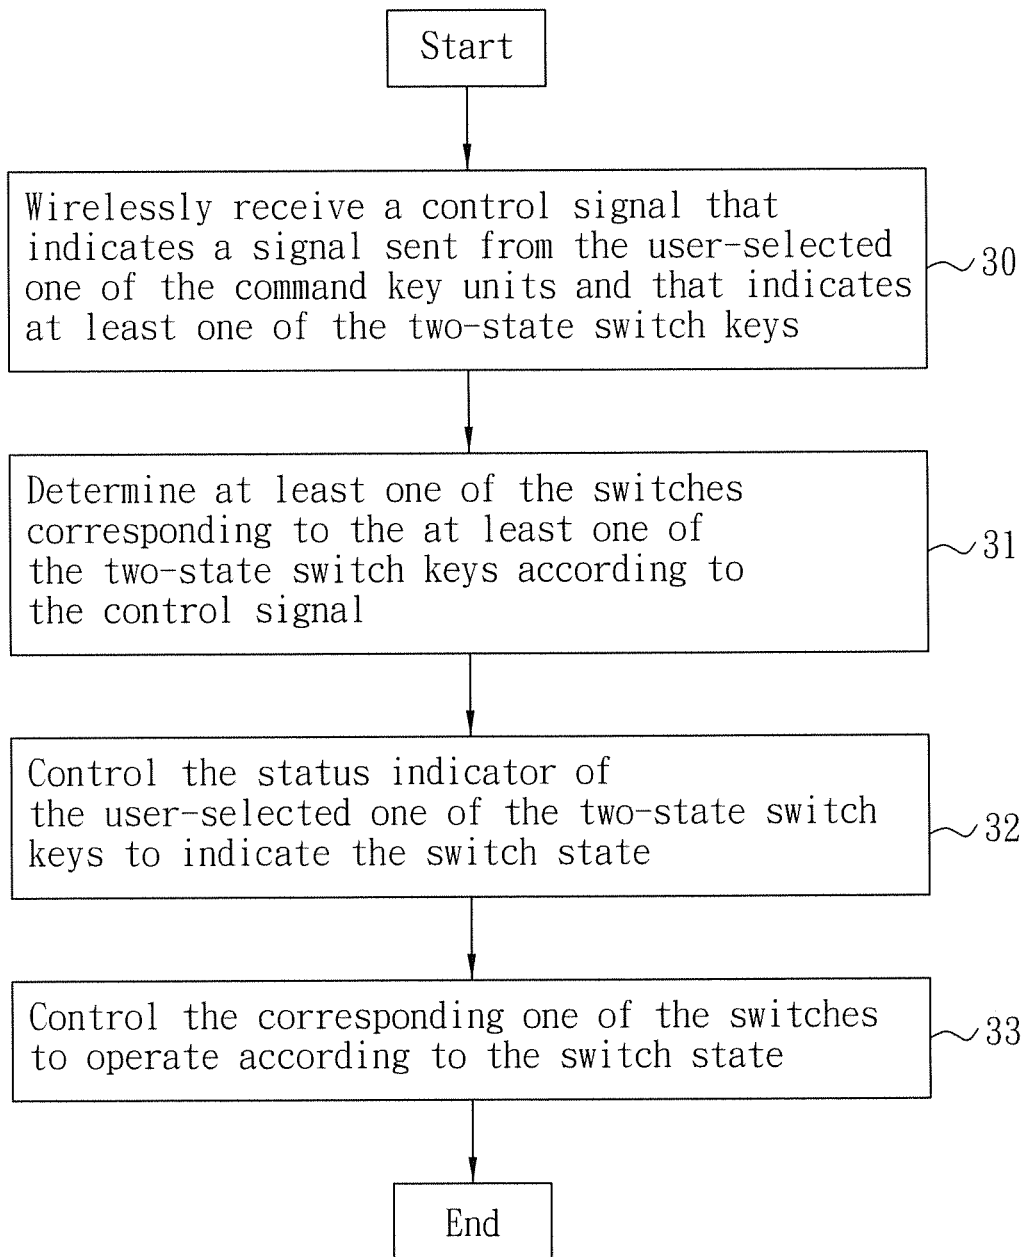 Start
Wirelessly receive a control signal that
indicates a signal sent from the user-selected
one of the command key units and that indicates
at least one of the two-state switch keys
30
Determine at least one of the switches
corresponding to the at least one of
the two-state switch keys according to
the control signal
31
Control the status indicator of
the user-selected one of the two-state switch
keys to indicate the switch state
32
Control the corresponding one of the switches
to operate according to the switch state
33
End